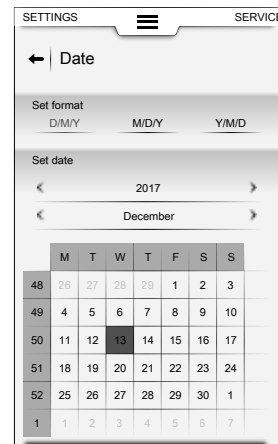 SETTINGS SERVICE
Date
Set format
D/M/Y M/D/Y Y/M/D
Set date
2017
December
M T W T F S S
48 26 27 28 29 1 2 3
49 4 5 6 7 8 9 10
50 11 12 13 14 15 16 17
51 18 19 20 21 22 23 24
52 25 26 27 28 29 30 1
1 1 2 3 4 5 6 7